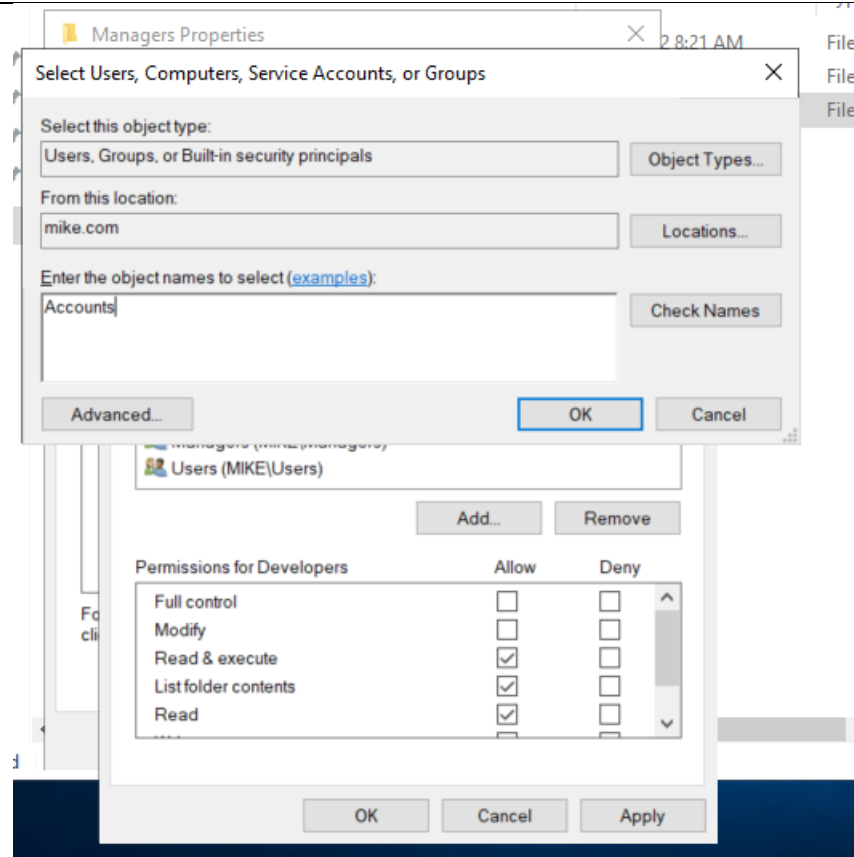 Managers Properties
2 8:21 AM
File
Select Users, Computers, Service Accounts, or Groups
File
File
Select this object type:
Users, Groups, or Built-in security principals
Object Types...
From this location:
mike.com
Locations...
Enter the object names to select (examples):
Accounts
Check Names
Advanced...
OK
Cancel
Managers (MIKE\Managers)
Users (MIKE\Users)
Add...
Remove
Permissions for Developers
Allow
Deny
Full control
Modify
Read & execute
List folder contents
Read
OK
Cancel
Apply